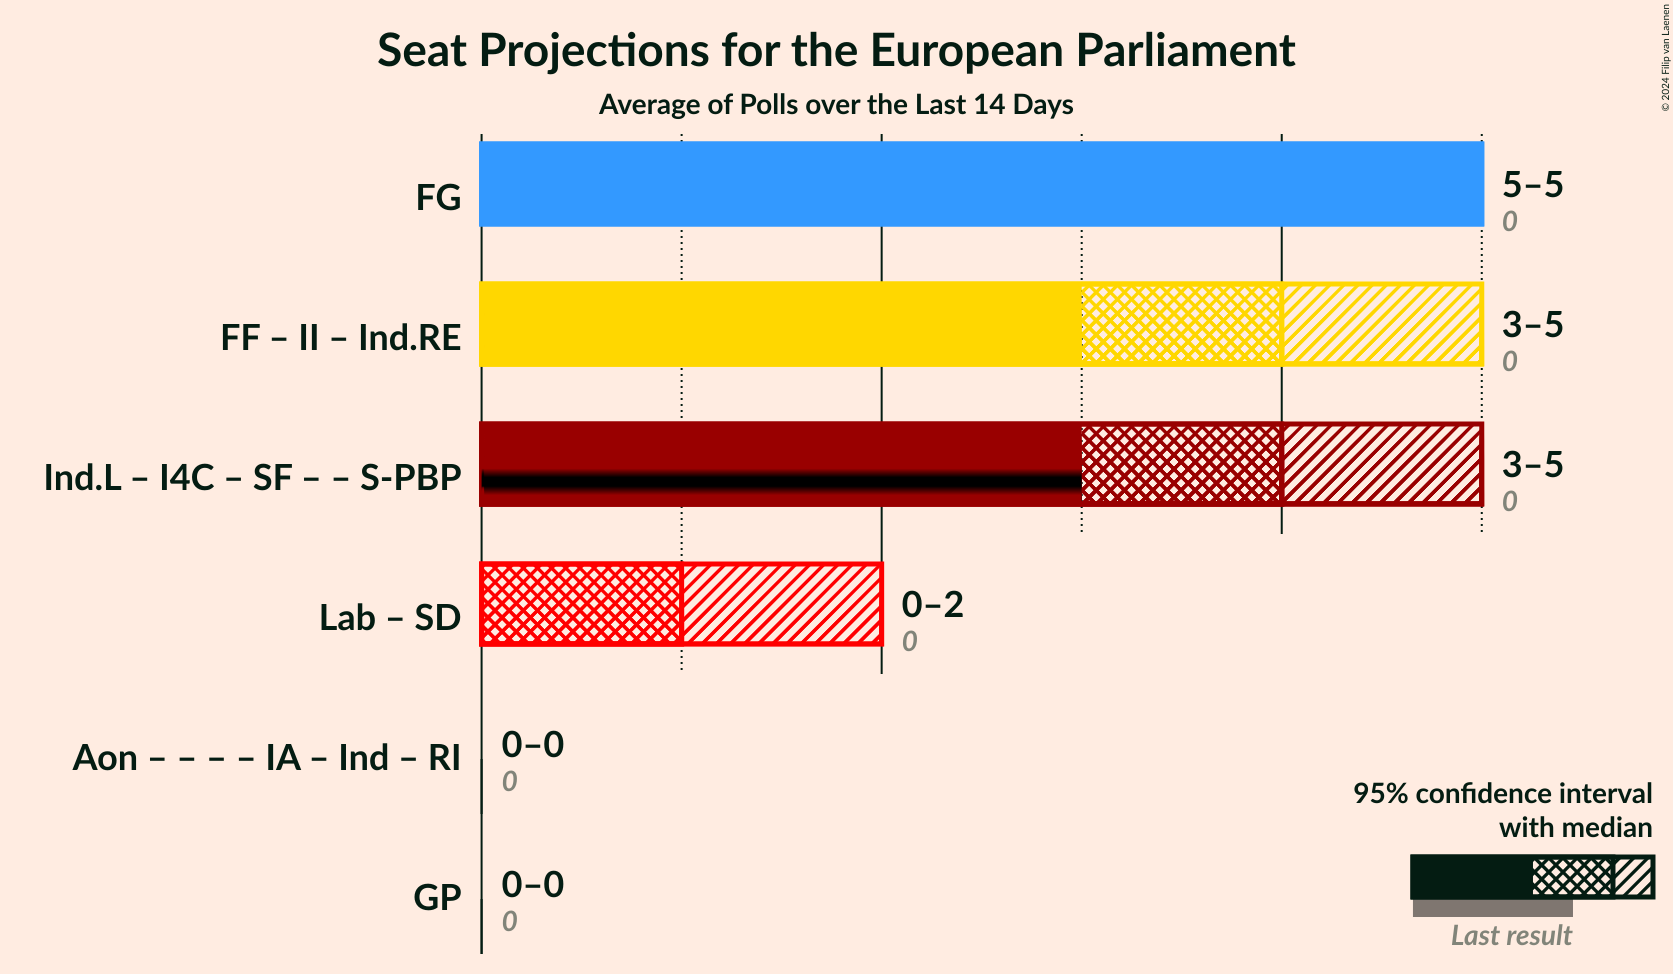 Seat Projections for the European Parliament
Average of Polls over the Last 14 Days
© 2024 Filip van Laenen
FG
5–5
0
FF – II – Ind.RE
3–5
0
Ind.L – I4C – SF – – S-PBP
3–5
0
Lab – SD
0–2
0
Aon – – – – IA – Ind – RI
0–0
0
GP
0–0
0
95% confidence interval
with median
Last result